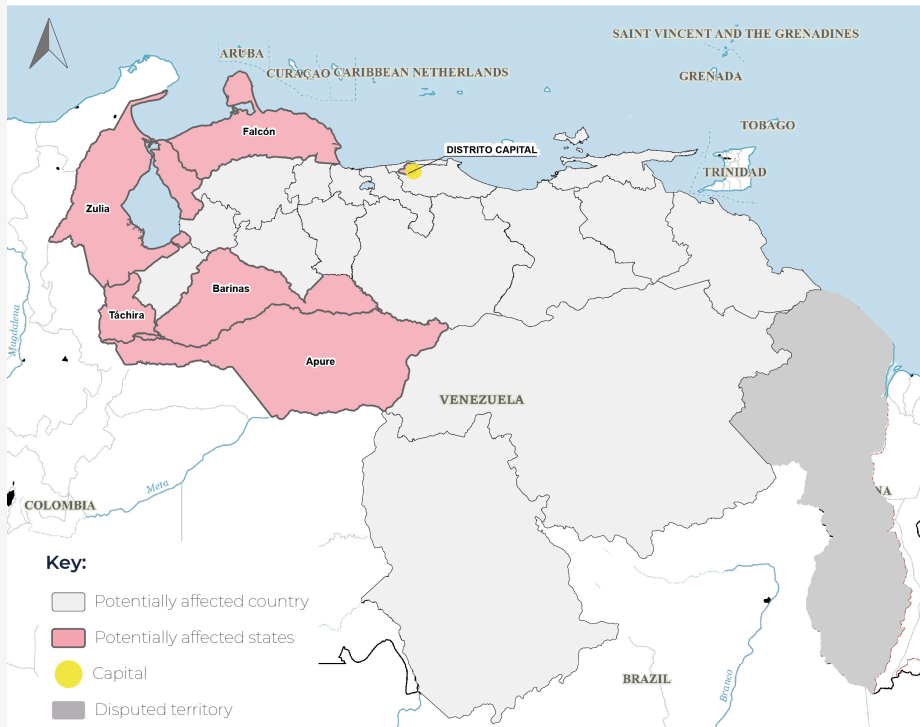 SAINT VINCENT AND THE GRENADINES
ARUBA
CURAÇAO CARIBBEAN NETHERLANDS
GRENADA
TOBAGO
Falcón
DISTRITO CAPITAL
TRINIDAD
Zulia
Barinas
Táchira
Magdalena
Apure
VENEZUELA
Meta
COLOMBIA
NA
Key:
Potentially affected country
Potentially affected states
Capital
Disputed territory
BRAZIL
Branco